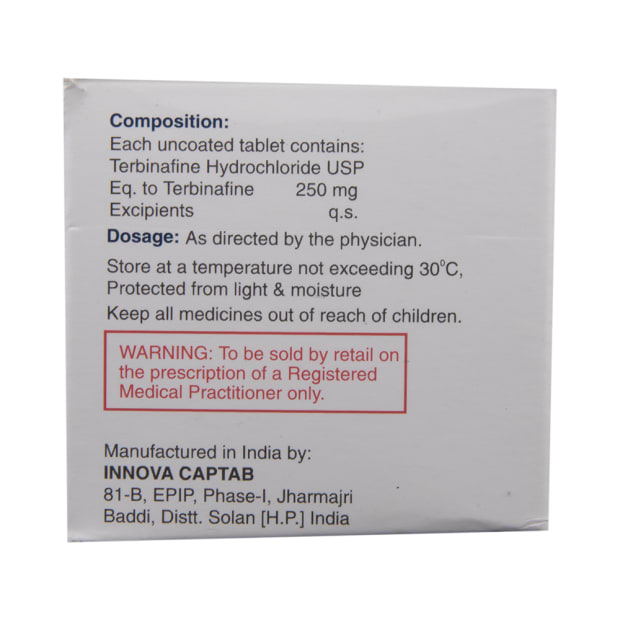 Composition:
Each uncoated tablet contains:
Terbinafine Hydrochloride USP
Eq. to Terbinafine 250 mg
Excipients q.s.
Dosage: As directed by the physician.
Store at a temperature not exceeding 30°C,
Protected from light & moisture
Keep all medicines out of reach of children.
WARNING: To be sold by retail on
the prescription of a Registered
Medical Practitioner only.
Manufactured in India by:
INNOVA CAPTAB
81-B, EPIP, Phase-I, Jharmajri
Baddi, Distt. Solan [H.P.] India